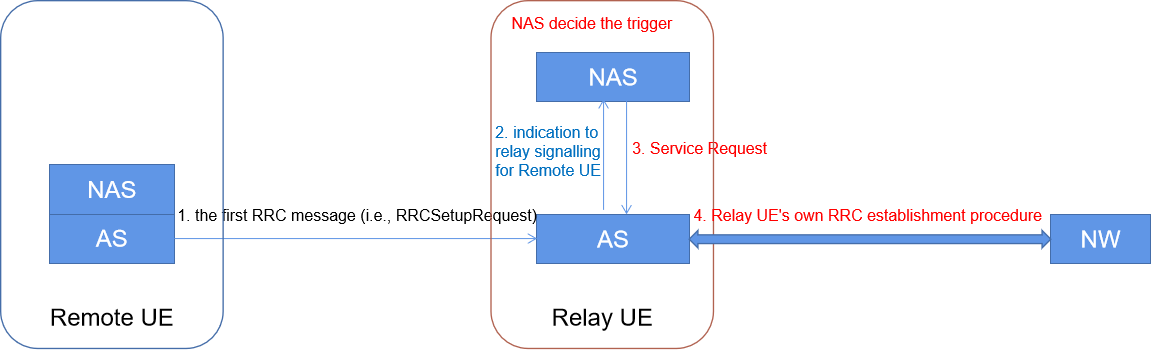 NAS decide the trigger
NAS
2. indication to
relay signalling
for Remote UE
3. Service Request
NAS
1. the first RRC message (i.e., RRCSetupRequest)
4. Relay UE's own RRC establishment procedure
AS
AS
NW
Remote UE
Relay UE